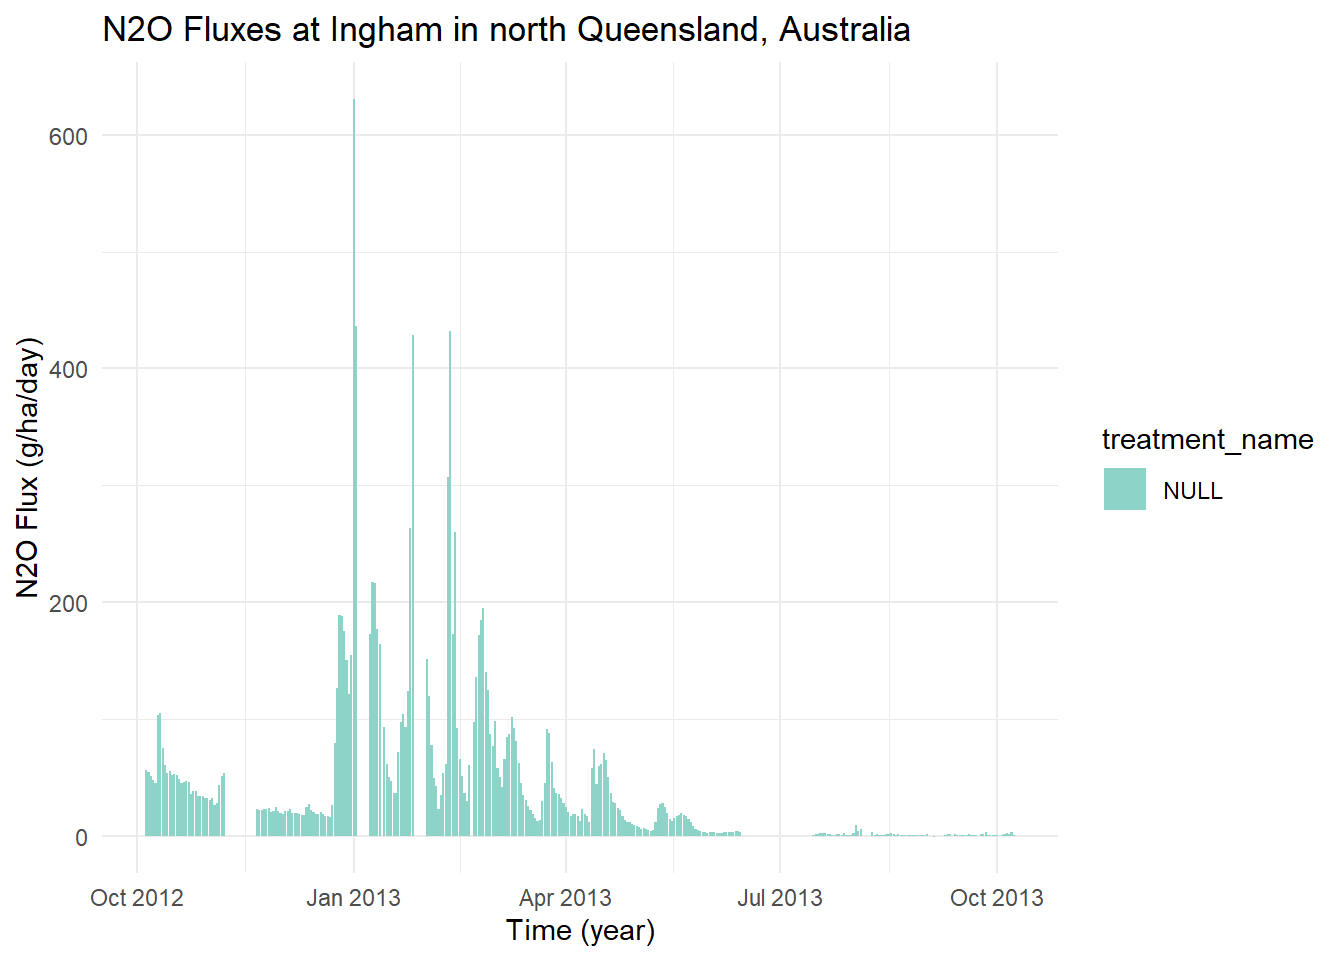 N2O Fluxes at Ingham in north Queensland, Australia
N2O Flux (g/ha/day)
600
400
200
0
Oct 2012
Jan 2013
Apr 2013
Jul 2013
Oct 2013
Time (year)
treatment_name
NULL